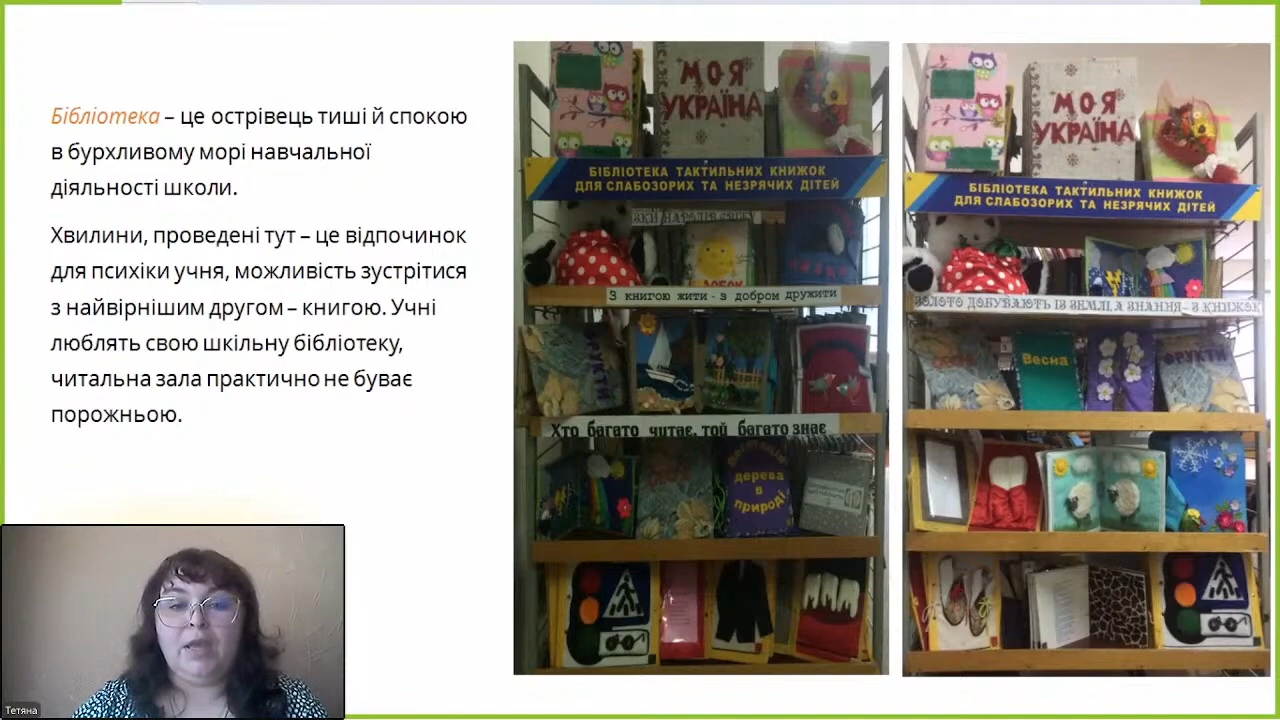 Бібліотека – це острівець тиші й спокою
в бурхливому морі навчальної
діяльності школи.
Хвилини, проведені тут – це відпочинок
для психіки учня, можливість зустрітися
з найвірнішим другом – книгою. Учні
люблять свою шкільну бібліотеку,
читальна зала практично не буває
порожньою.
МОЯ
УКРАЇНА
БІБЛІОТЕКА ТАКТИЛЬНИХ КНИЖОК
ДЛЯ СЛАБОЗОРИХ ТА НЕЗРЯЧИХ ДІТЕЙ
З книгою жити - з добром дружити
Хто багато читає, той багато знає
дерева
в
природі
МОЯ
УКРАЇНА
БІБЛІОТЕКА ТАКТИЛЬНИХ КНИЖОК
ДЛЯ СЛАБОЗОРИХ ТА НЕЗРЯЧИХ ДІТЕЙ
ЗОЛОТО ДОБУВАЮТЬ ІЗ ЗЕМЛІ, А ЗНАННЯ - З КНИЖОК
Весна
ФРУКТИ
Тетяна